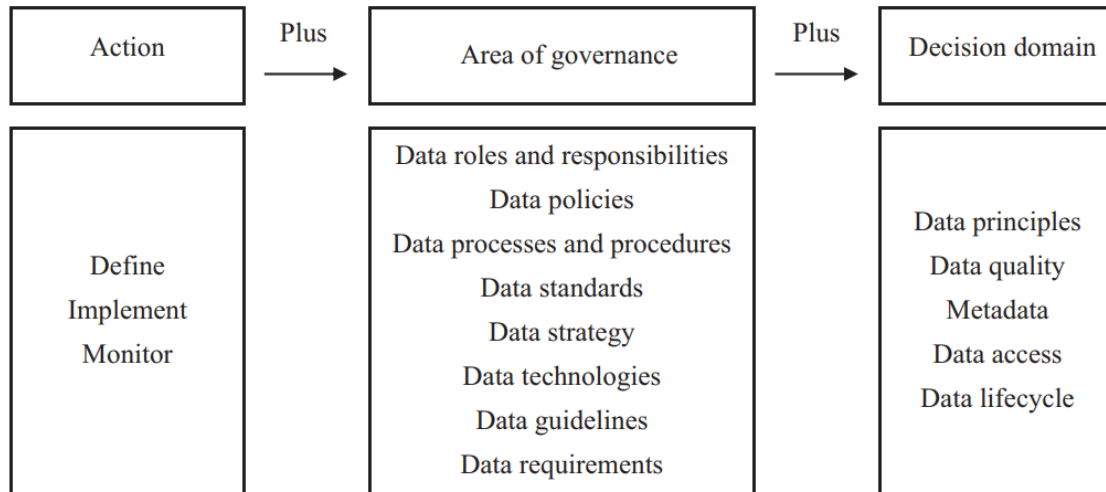 Action
Plus
Area of governance
Plus
Decision domain
Define
Implement
Monitor
Data roles and responsibilities
Data policies
Data processes and procedures
Data standards
Data strategy
Data technologies
Data guidelines
Data requirements
Data principles
Data quality
Metadata
Data access
Data lifecycle